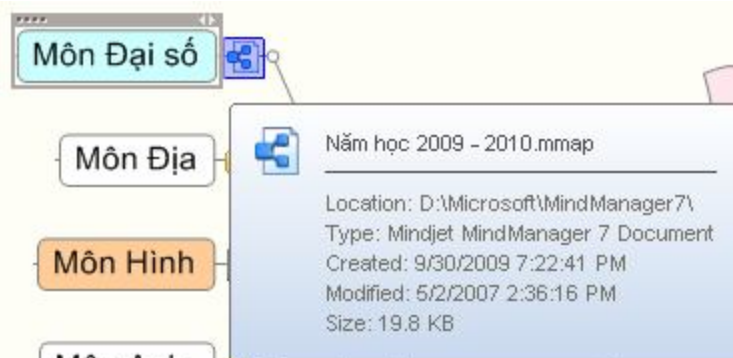 Môn Đại số
Môn Địa
Môn Hình
Năm học 2009 - 2010.mmap
Location: D:\Microsoft\MindManager7\
Type: Mindjet MindManager 7 Document
Created: 9/30/2009 7:22:41 PM
Modified: 5/2/2007 2:36:16 PM
Size: 19.8 KB